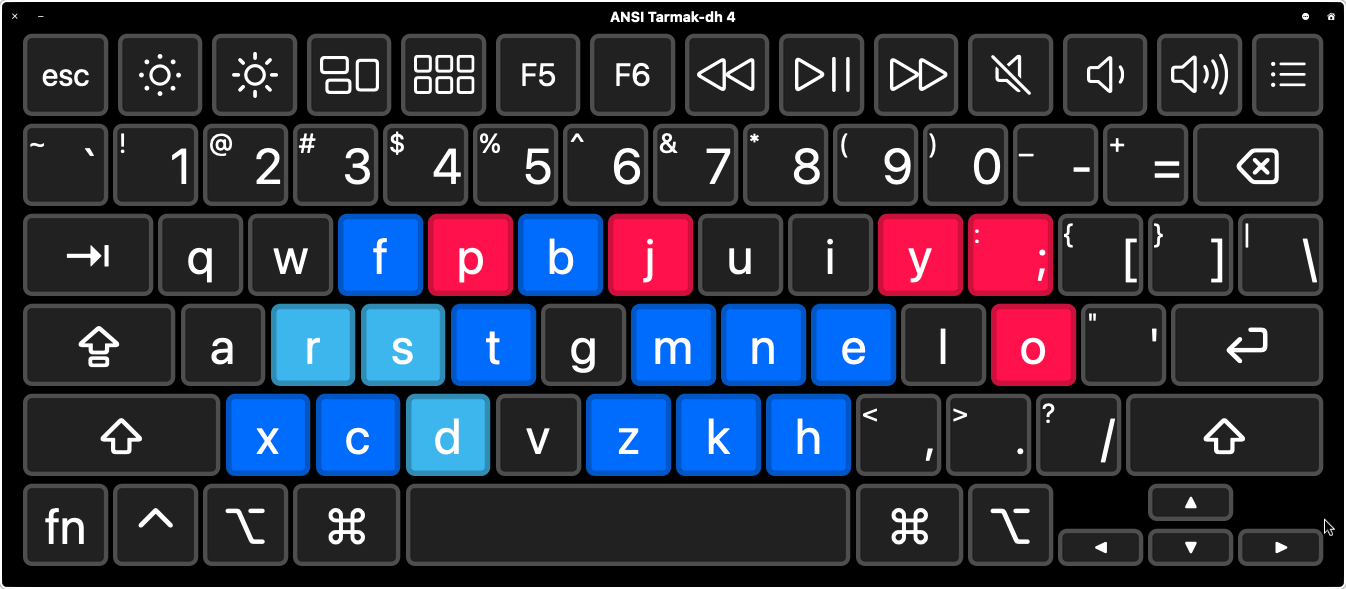 ANSI Tarmak-dh 4
esc F5 F6
~ ` ! 1 @ 2 # 3 $ 4 % 5 ^ 6 & 7 * 8 ( 9 ) 0 _ - + =
q w f p b j u i y : ; { [ } ] | \
a r s t g m n e l o " '
x c d v z k h < , > . ? /
fn